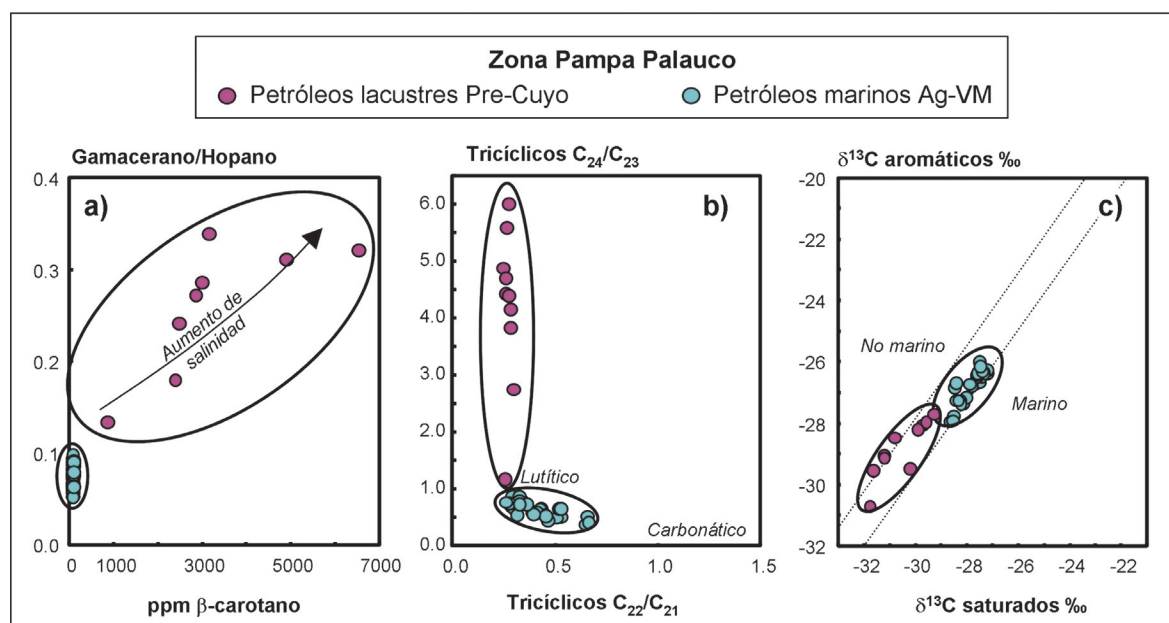 Zona Pampa Palauco
Petróleos lacustres Pre-Cuyo
Petróleos marinos Ag-VM
Gamacerano/Hopano
a)
0.4
0.3
0.2
0.1
0.0
Aumento de
salinidad
0 1000 3000 5000 7000
ppm β-carotano
Tricíclicos C₂₄/C₂₃
b)
6.0
5.0
4.0
3.0
2.0
1.0
0.0
Lutítico
Carbonático
0.0 0.5 1.0 1.5
Tricíclicos C₂₂/C₂₁
δ¹³C aromáticos ‰
c)
-20
-22
-24
-26
-28
-30
-32
No marino
Marino
-32 -30 -28 -26 -24 -22
δ¹³C saturados ‰